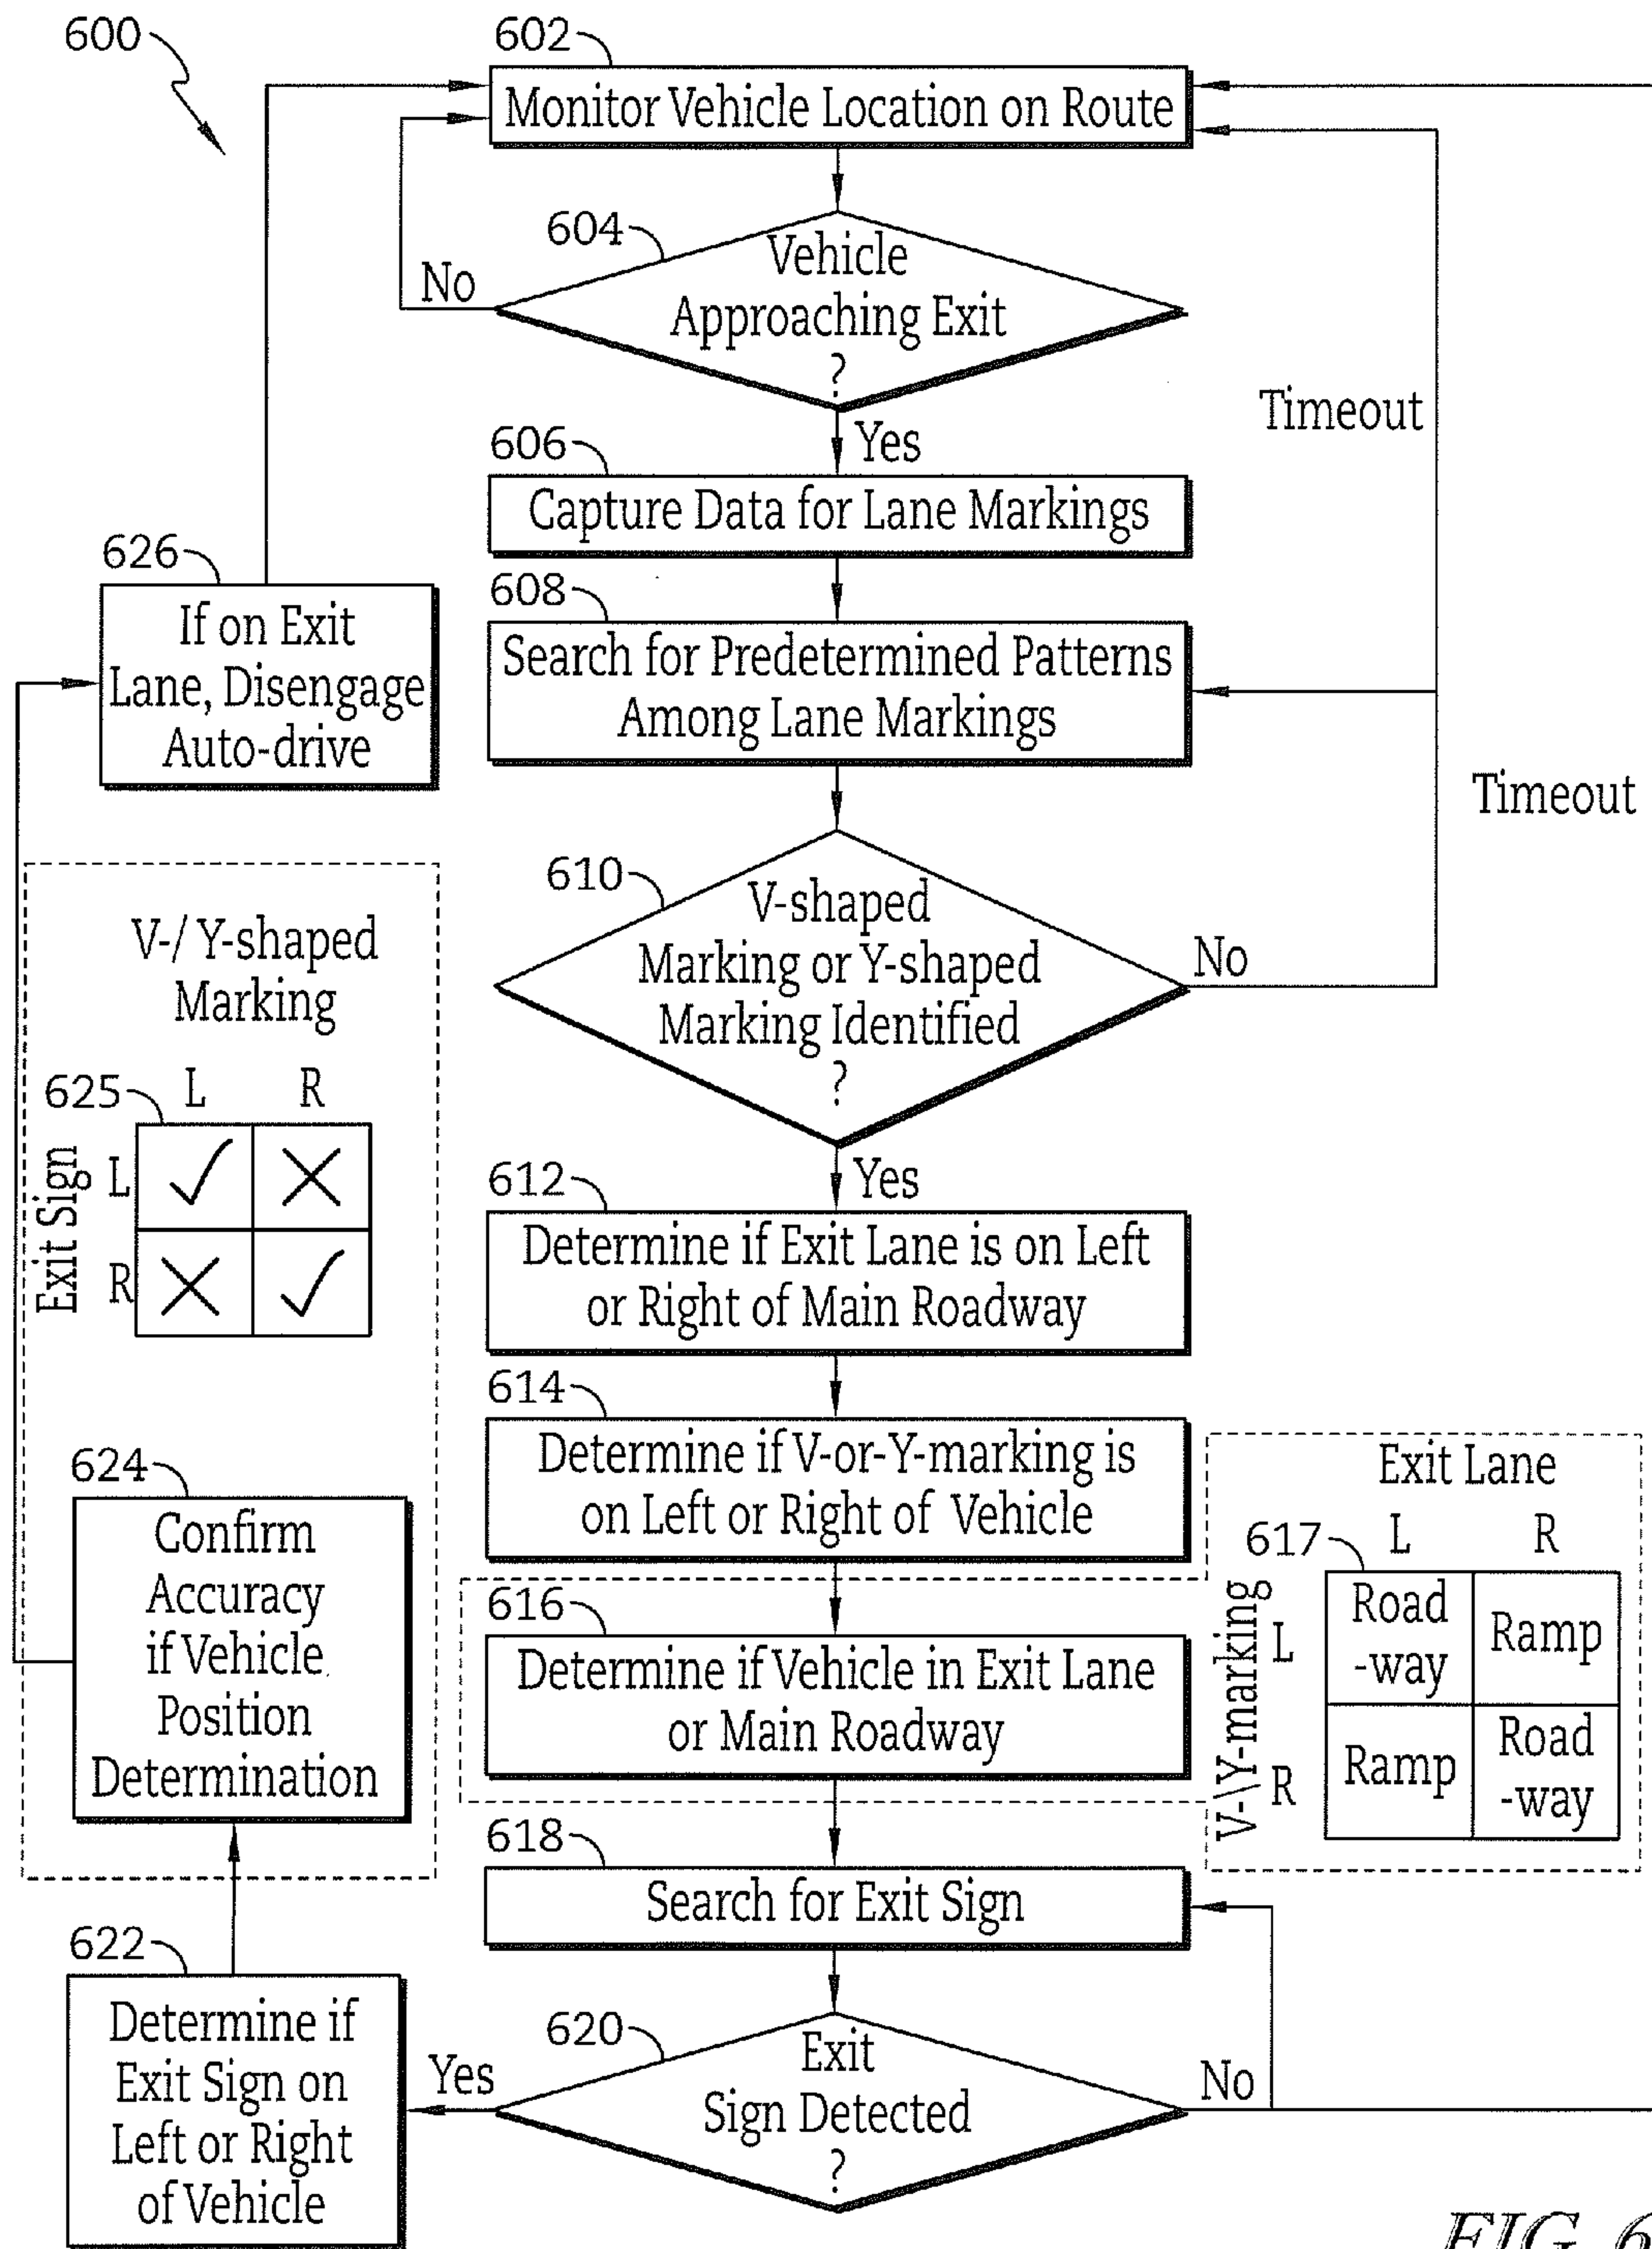 600
602
Monitor Vehicle Location on Route
604
Vehicle
Approaching Exit
?
No
Yes
Timeout
606
Capture Data for Lane Markings
626
If on Exit
Lane, Disengage
Auto-drive
608
Search for Predetermined Patterns
Among Lane Markings
Timeout
610
V-shaped
Marking or Y-shaped
Marking Identified
?
No
Yes
V-/ Y-shaped
Marking
625
L R
Exit Sign
L
R
612
Determine if Exit Lane is on Left
or Right of Main Roadway
614
Determine if V-or-Y-marking is
on Left or Right of Vehicle
616
Determine if Vehicle in Exit Lane
or Main Roadway
Exit Lane
617
L R
V-\Y-marking
L
Road
-way
Ramp
R
Ramp
Road
-way
624
Confirm
Accuracy
if Vehicle
Position
Determination
618
Search for Exit Sign
620
Exit
Sign Detected
?
No
Yes
622
Determine if
Exit Sign on
Left or Right
of Vehicle
FIG. 6